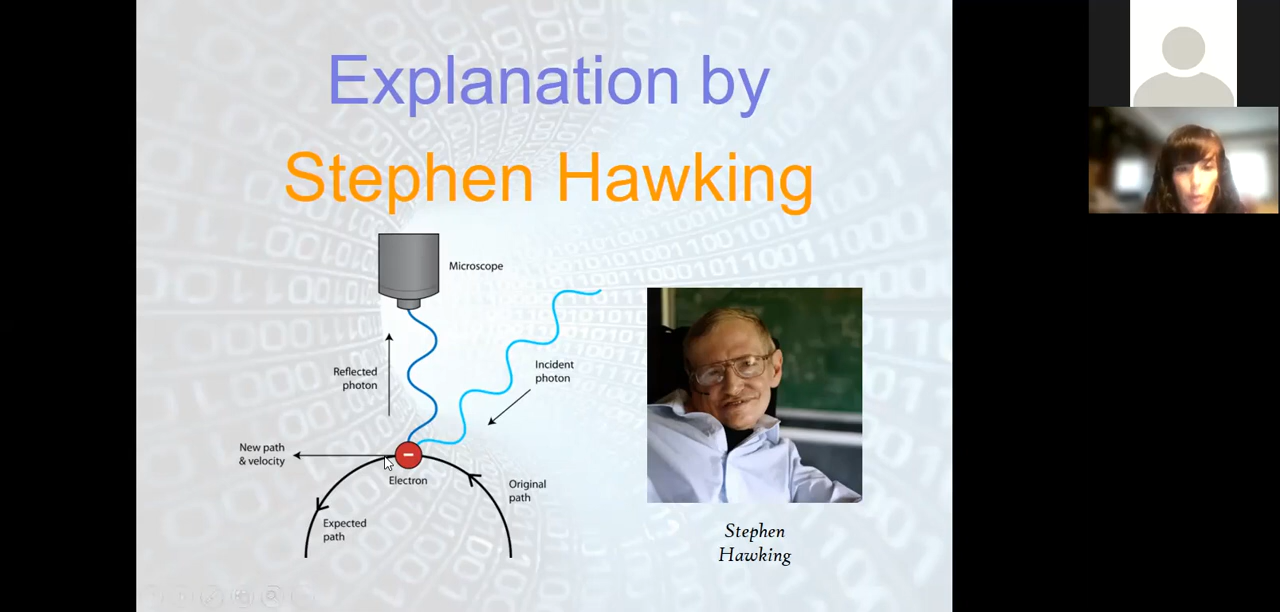 Explanation by
Stephen Hawking
Microscope
Reflected
photon
Incident
photon
New path
& velocity
Electron
Original
path
Expected
path
Stephen
Hawking